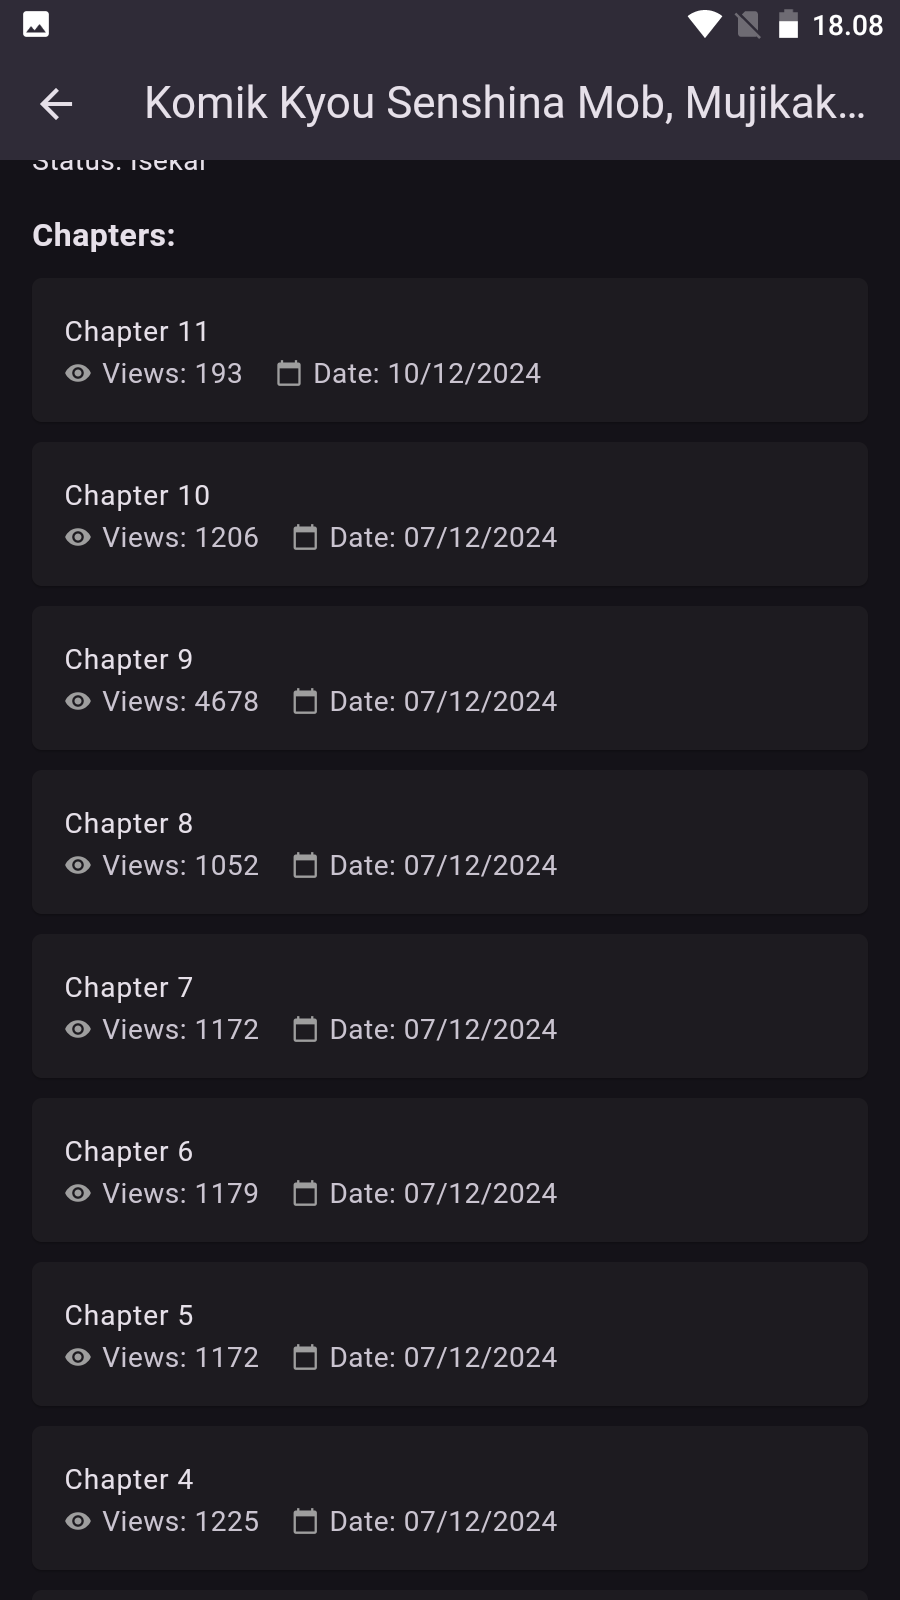 18.08
Komik Kyou Senshina Mob, Mujikak…
Status: Isekai
Chapters:
Chapter 11
Views: 193 Date: 10/12/2024
Chapter 10
Views: 1206 Date: 07/12/2024
Chapter 9
Views: 4678 Date: 07/12/2024
Chapter 8
Views: 1052 Date: 07/12/2024
Chapter 7
Views: 1172 Date: 07/12/2024
Chapter 6
Views: 1179 Date: 07/12/2024
Chapter 5
Views: 1172 Date: 07/12/2024
Chapter 4
Views: 1225 Date: 07/12/2024